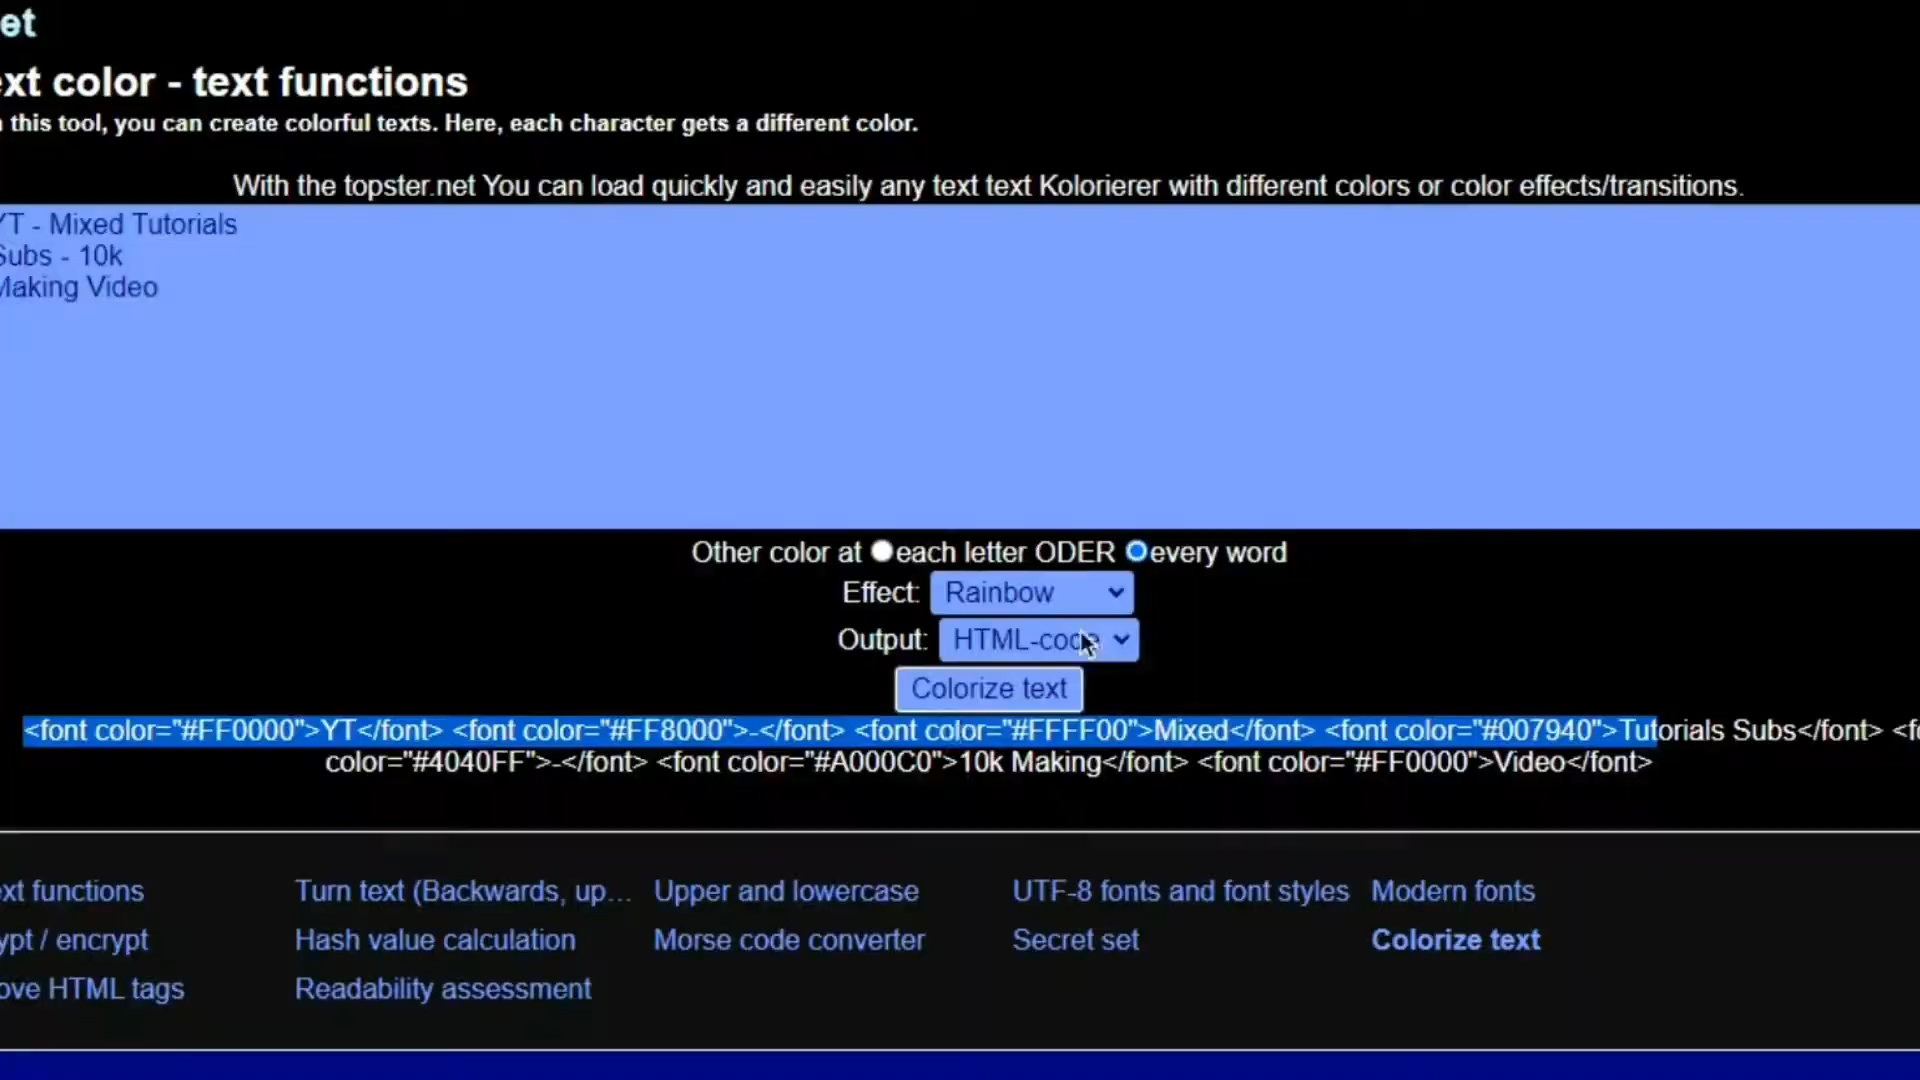 et
ext color - text functions
this tool, you can create colorful texts. Here, each character gets a different color.
With the topster.net You can load quickly and easily any text text Kolorierer with different colors or color effects/transitions.
YT - Mixed Tutorials
Subs - 10k
Making Video
Other color at each letter ODER every word
Effect: Rainbow
Output: HTML-code
Colorize text
<font color="#FF0000">YT</font> <font color="#FF8000">-</font> <font color="#FFFF00">Mixed</font> <font color="#007940">Tutorials Subs</font> <fo
color="#4040FF">-</font> <font color="#A000C0">10k Making</font> <font color="#FF0000">Video</font>
ext functions Turn text (Backwards, up... Upper and lowercase UTF-8 fonts and font styles Modern fonts
ypt / encrypt Hash value calculation Morse code converter Secret set Colorize text
ove HTML tags Readability assessment